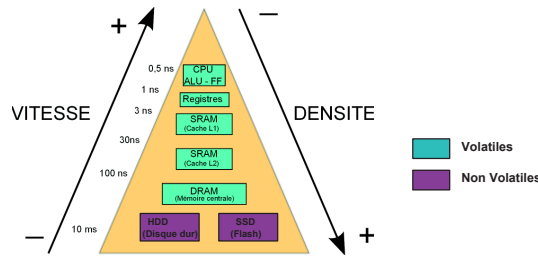 +
−
0,5 ns
CPU
ALU - FF
1 ns
Registres
3 ns
VITESSE
SRAM
(Cache L1)
DENSITE
30ns
SRAM
(Cache L2)
Volatiles
100 ns
DRAM
(Mémoire centrale)
Non Volatiles
10 ms
HDD
(Disque dur)
SSD
(Flash)
−
+